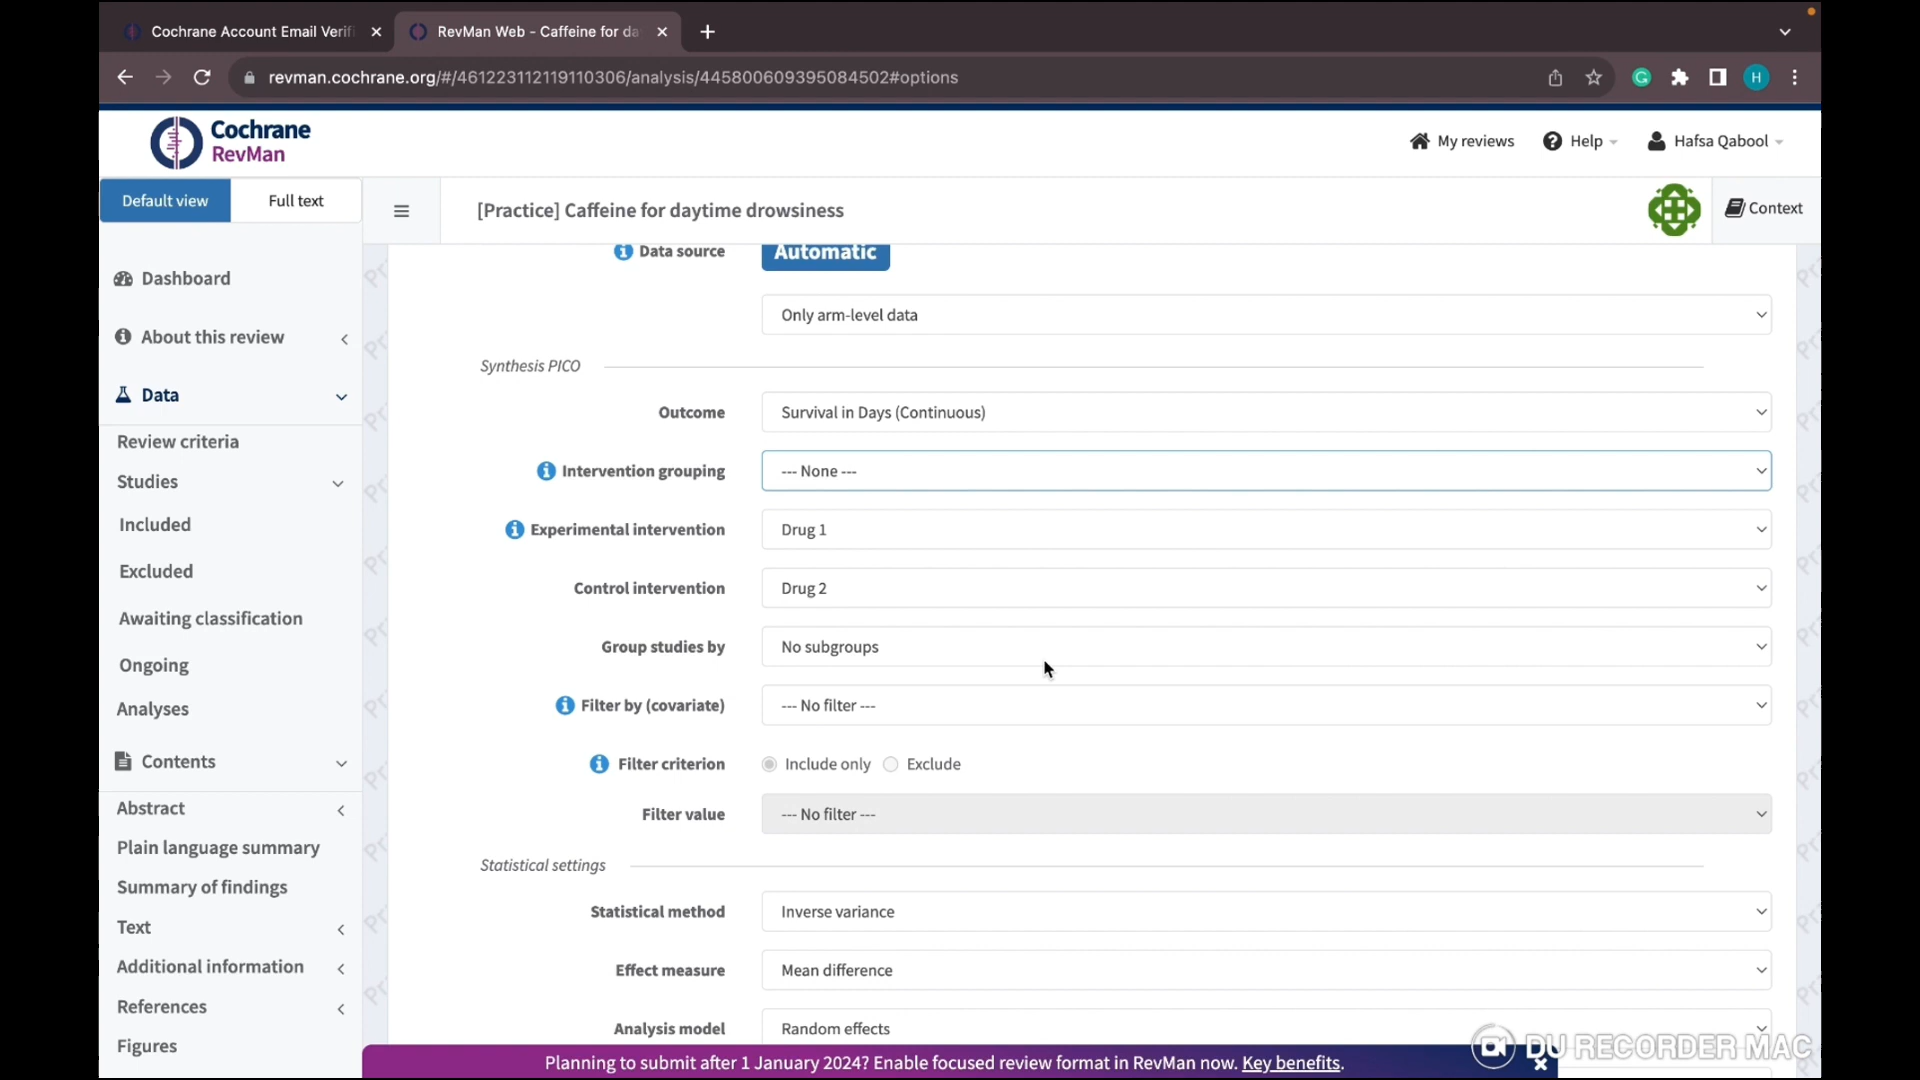 Cochrane Account Email Verifi
RevMan Web - Caffeine for da
revman.cochrane.org/#/461223112119110306/analysis/445800609395084502#options
H
Cochrane
RevMan
My reviews
Help
Hafsa Qabool
Default view
Full text
[Practice] Caffeine for daytime drowsiness
Context
Dashboard
About this review
Data
Review criteria
Studies
Included
Excluded
Awaiting classification
Ongoing
Analyses
Contents
Abstract
Plain language summary
Summary of findings
Text
Additional information
References
Figures
Data source Automatic
Only arm-level data
Synthesis PICO
Outcome Survival in Days (Continuous)
Intervention grouping --- None ---
Experimental intervention Drug 1
Control intervention Drug 2
Group studies by No subgroups
Filter by (covariate) --- No filter ---
Filter criterion Include only Exclude
Filter value --- No filter ---
Statistical settings
Statistical method Inverse variance
Effect measure Mean difference
Analysis model Random effects
Planning to submit after 1 January 2024? Enable focused review format in RevMan now. Key benefits.
DU RECORDER MAC